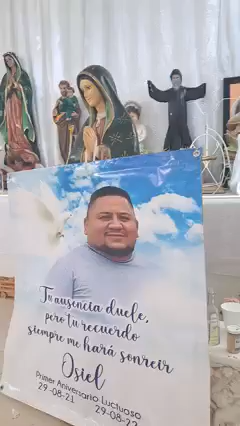 Tu ausencia duele,
pero tu recuerdo
siempre me hará sonreir
Osiel
Primer Aniversario Luctuoso
29-08-21
29-08-22